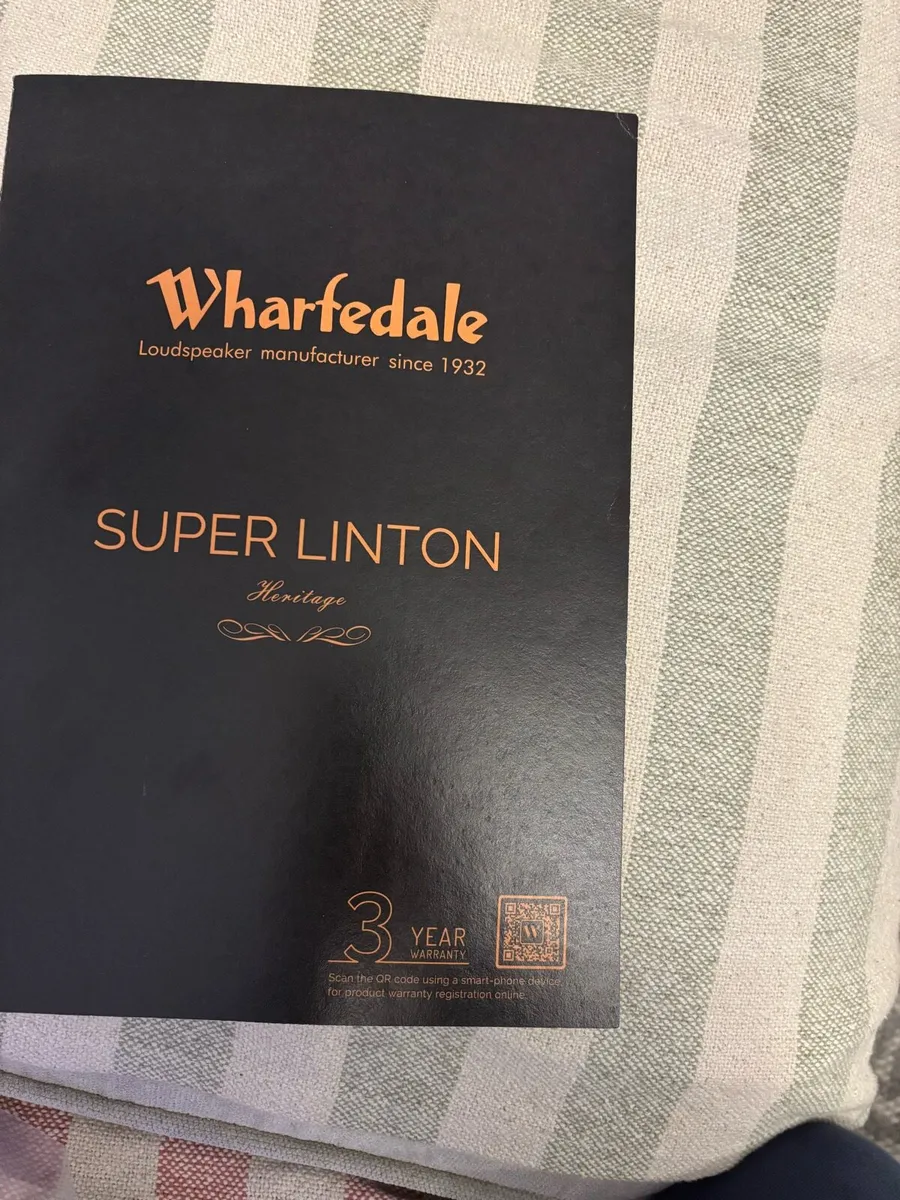 Wharfedale
Loudspeaker manufacturer since 1932
SUPER LINTON
Heritage
3 YEAR
WARRANTY
W
Scan the QR code using a smart-phone device,
for product warranty registration online.